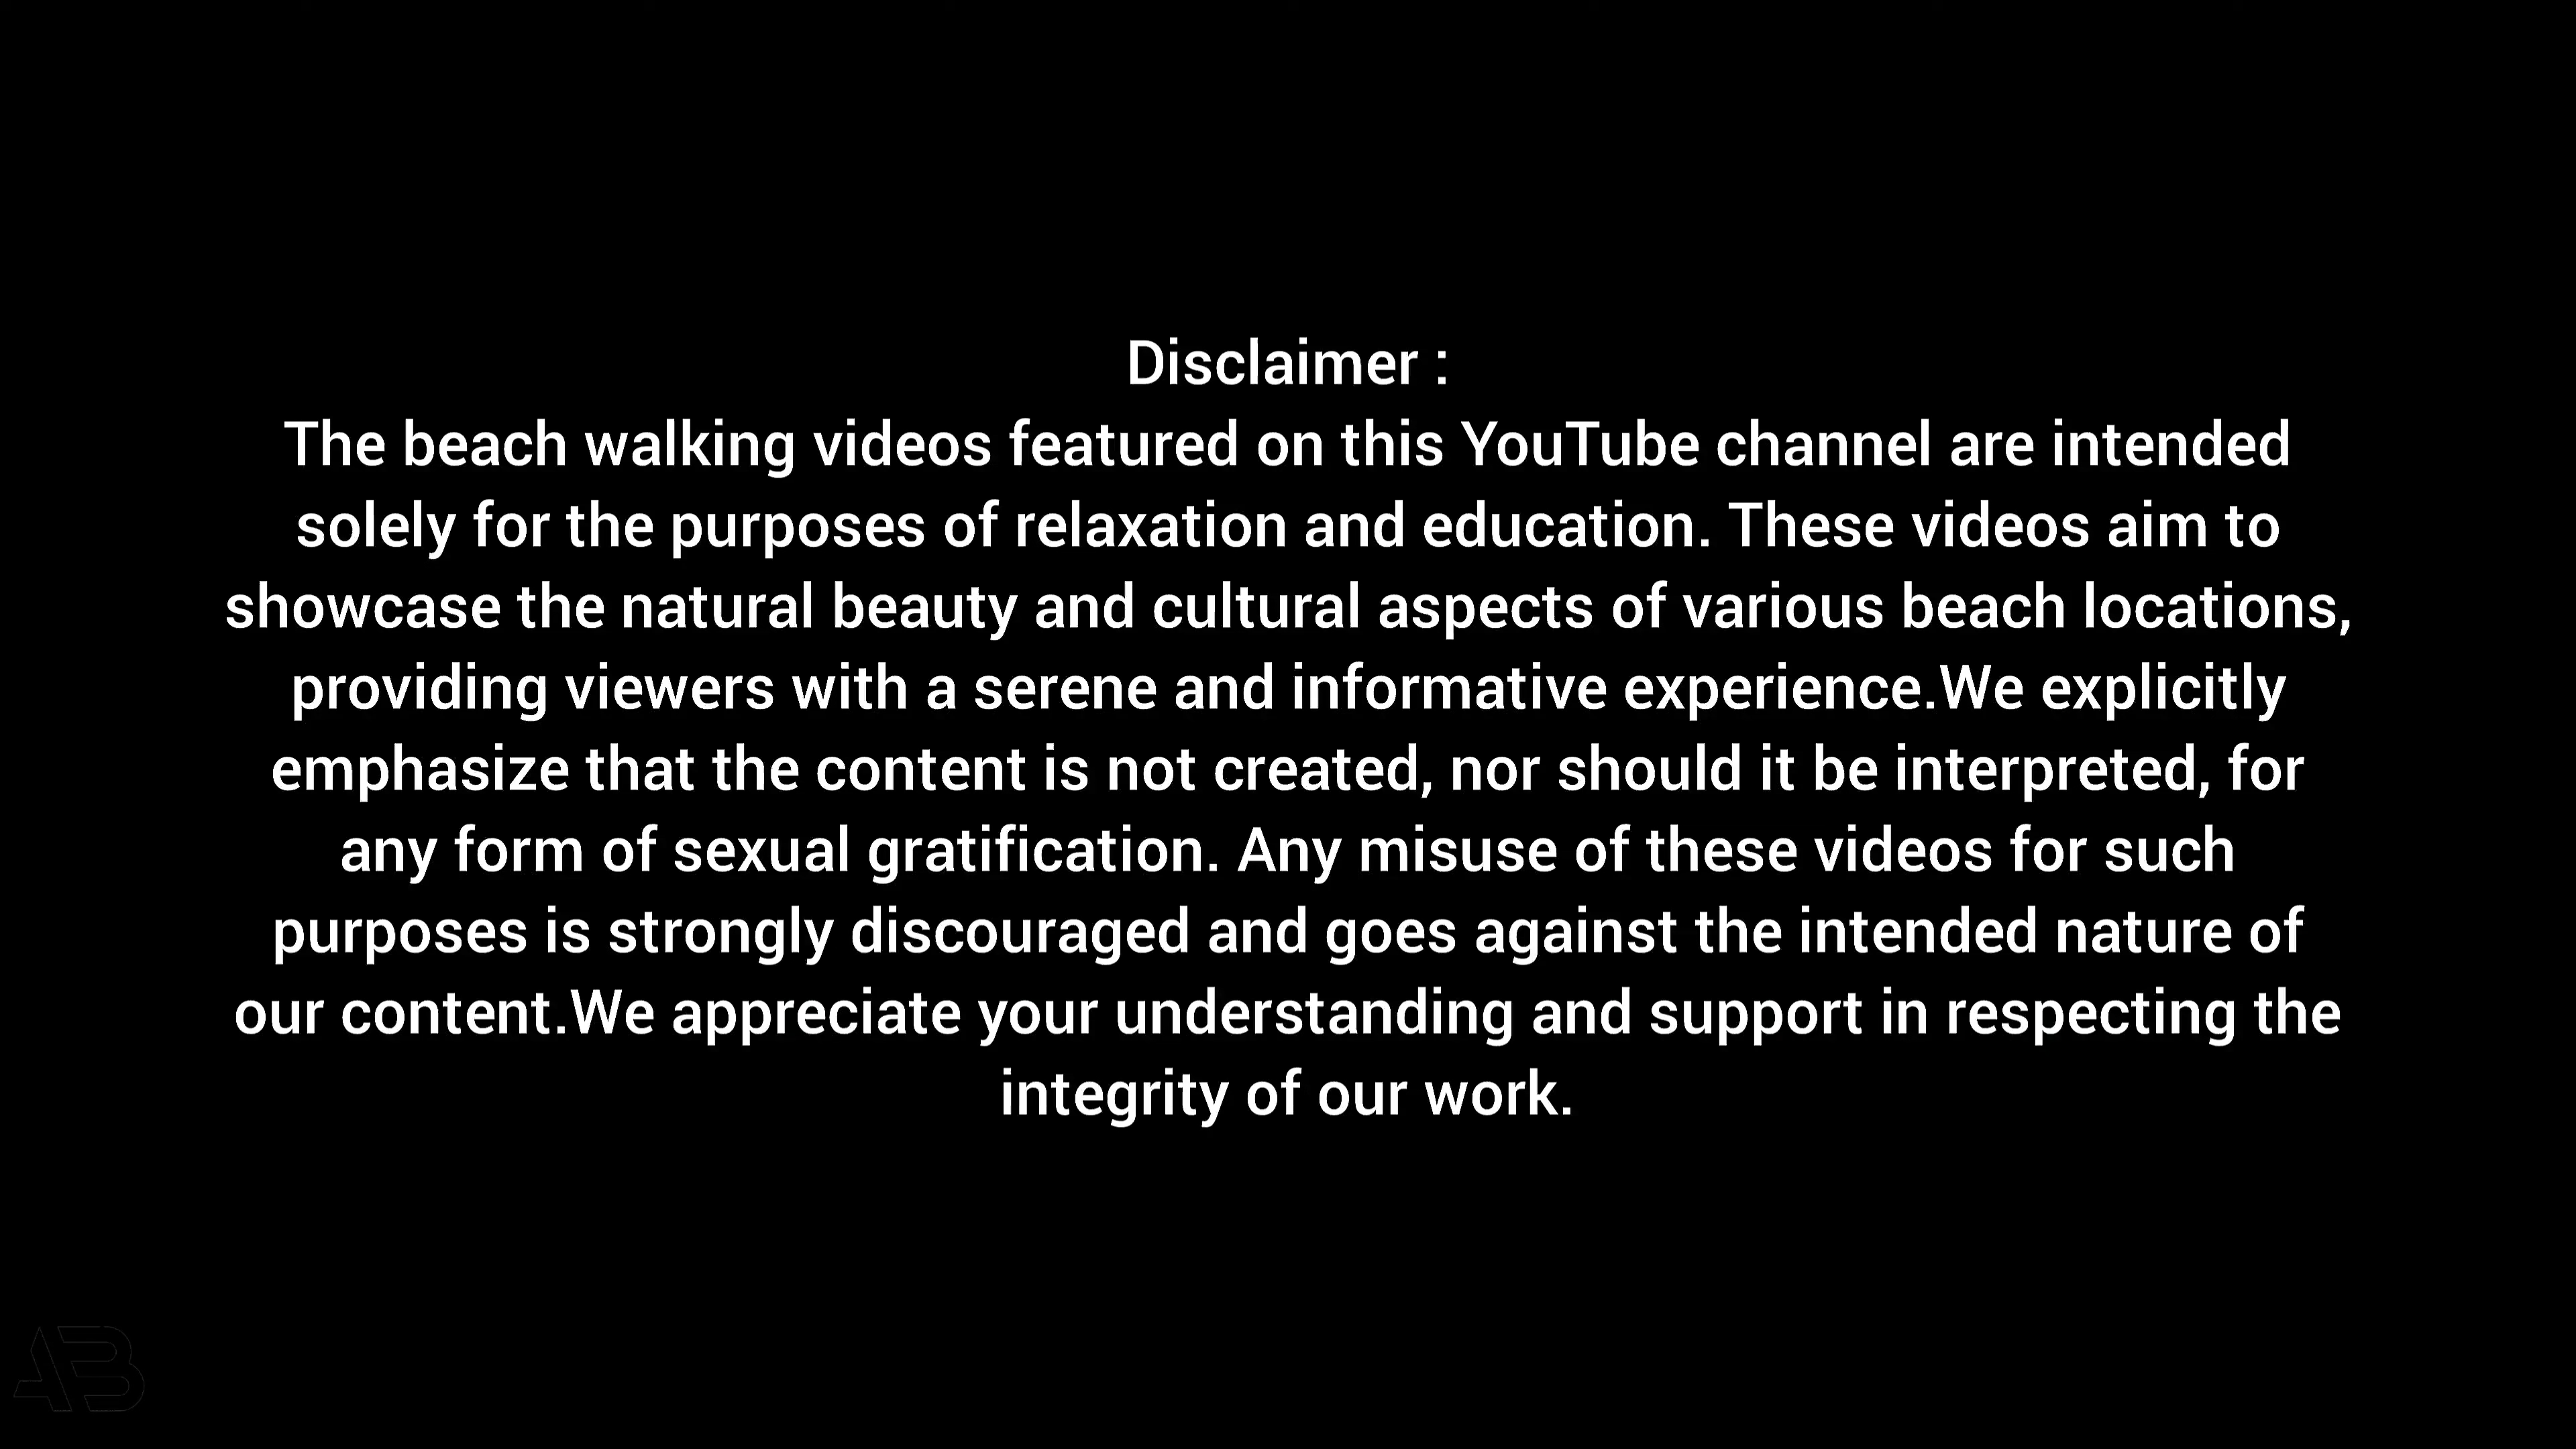 Disclaimer :
The beach walking videos featured on this YouTube channel are intended
solely for the purposes of relaxation and education. These videos aim to
showcase the natural beauty and cultural aspects of various beach locations,
providing viewers with a serene and informative experience.We explicitly
emphasize that the content is not created, nor should it be interpreted, for
any form of sexual gratification. Any misuse of these videos for such
purposes is strongly discouraged and goes against the intended nature of
our content.We appreciate your understanding and support in respecting the
integrity of our work.
AB